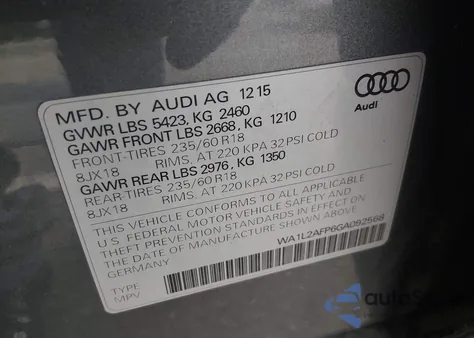 MFD. BY AUDI AG 12 15
GVWR LBS 5423, KG 2460
GAWR FRONT LBS 2668, KG 1210
FRONT-TIRES 235/60 R18
8JX18 RIMS, AT 220 KPA 32 PSI COLD
GAWR REAR LBS 2976, KG 1350
REAR-TIRES 235/60 R18
8JX18 RIMS, AT 220 KPA 32 PSI COLD
Audi
THIS VEHICLE CONFORMS TO ALL APPLICABLE
U.S. FEDERAL MOTOR VEHICLE SAFETY AND
THEFT PREVENTION STANDARDS IN EFFECT ON
THE DATE OF MANUFACTURE SHOWN ABOVE.
GERMANY
WA1L2AFP6GA092568
TYPE
MPV